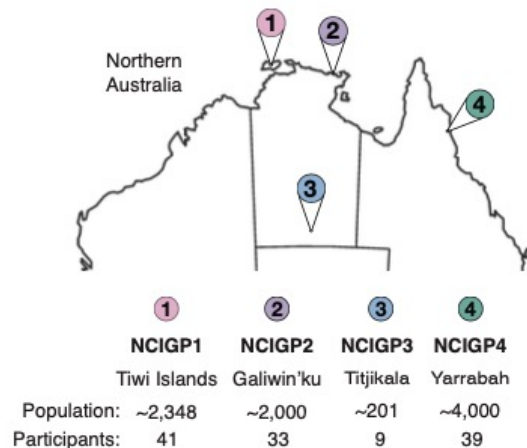 1
2
Northern
Australia
4
3
1 2 3 4
NCIGP1 NCIGP2 NCIGP3 NCIGP4
Tiwi Islands Galiwin'ku Titjikala Yarrabah
Population: ~2,348 ~2,000 ~201 ~4,000
Participants: 41 33 9 39